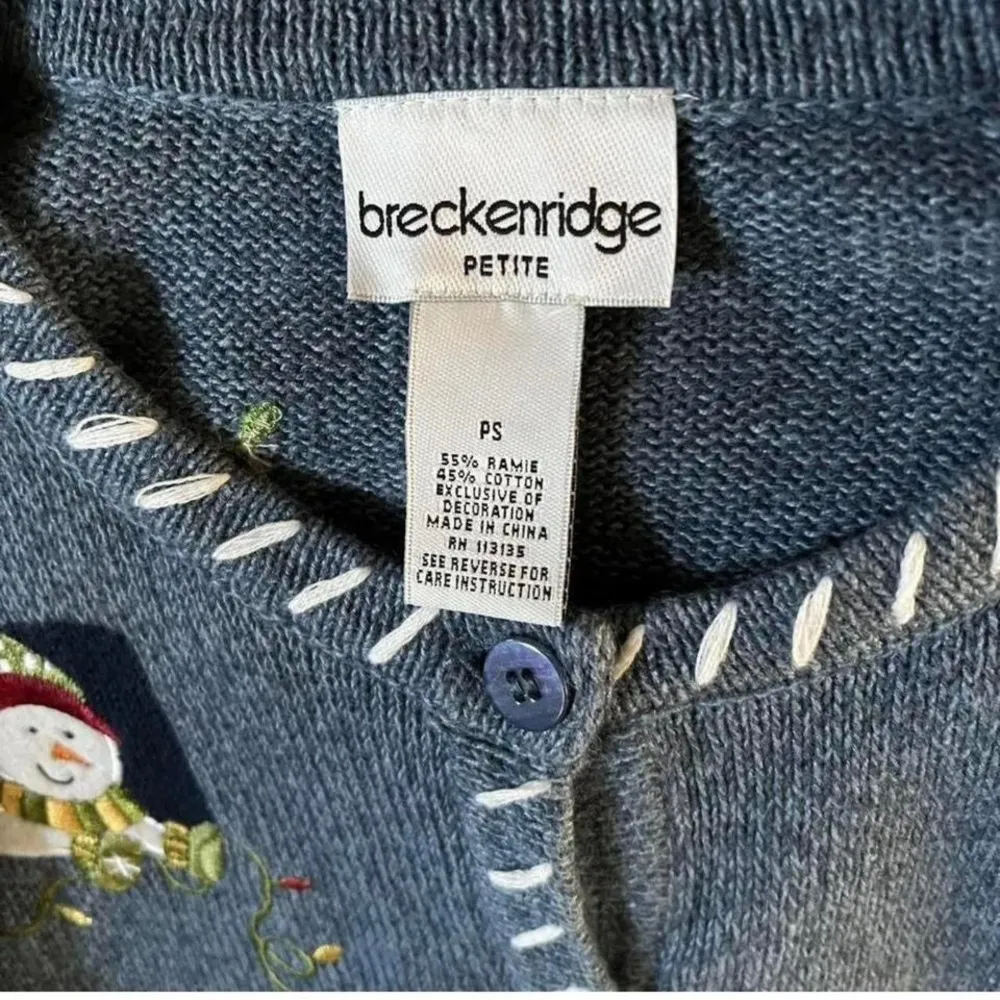 breckenridge
PETITE
PS
55% RAMIE
45% COTTON
EXCLUSIVE OF
DECORATION
MADE IN CHINA
RN 113135
SEE REVERSE FOR
CARE INSTRUCTION